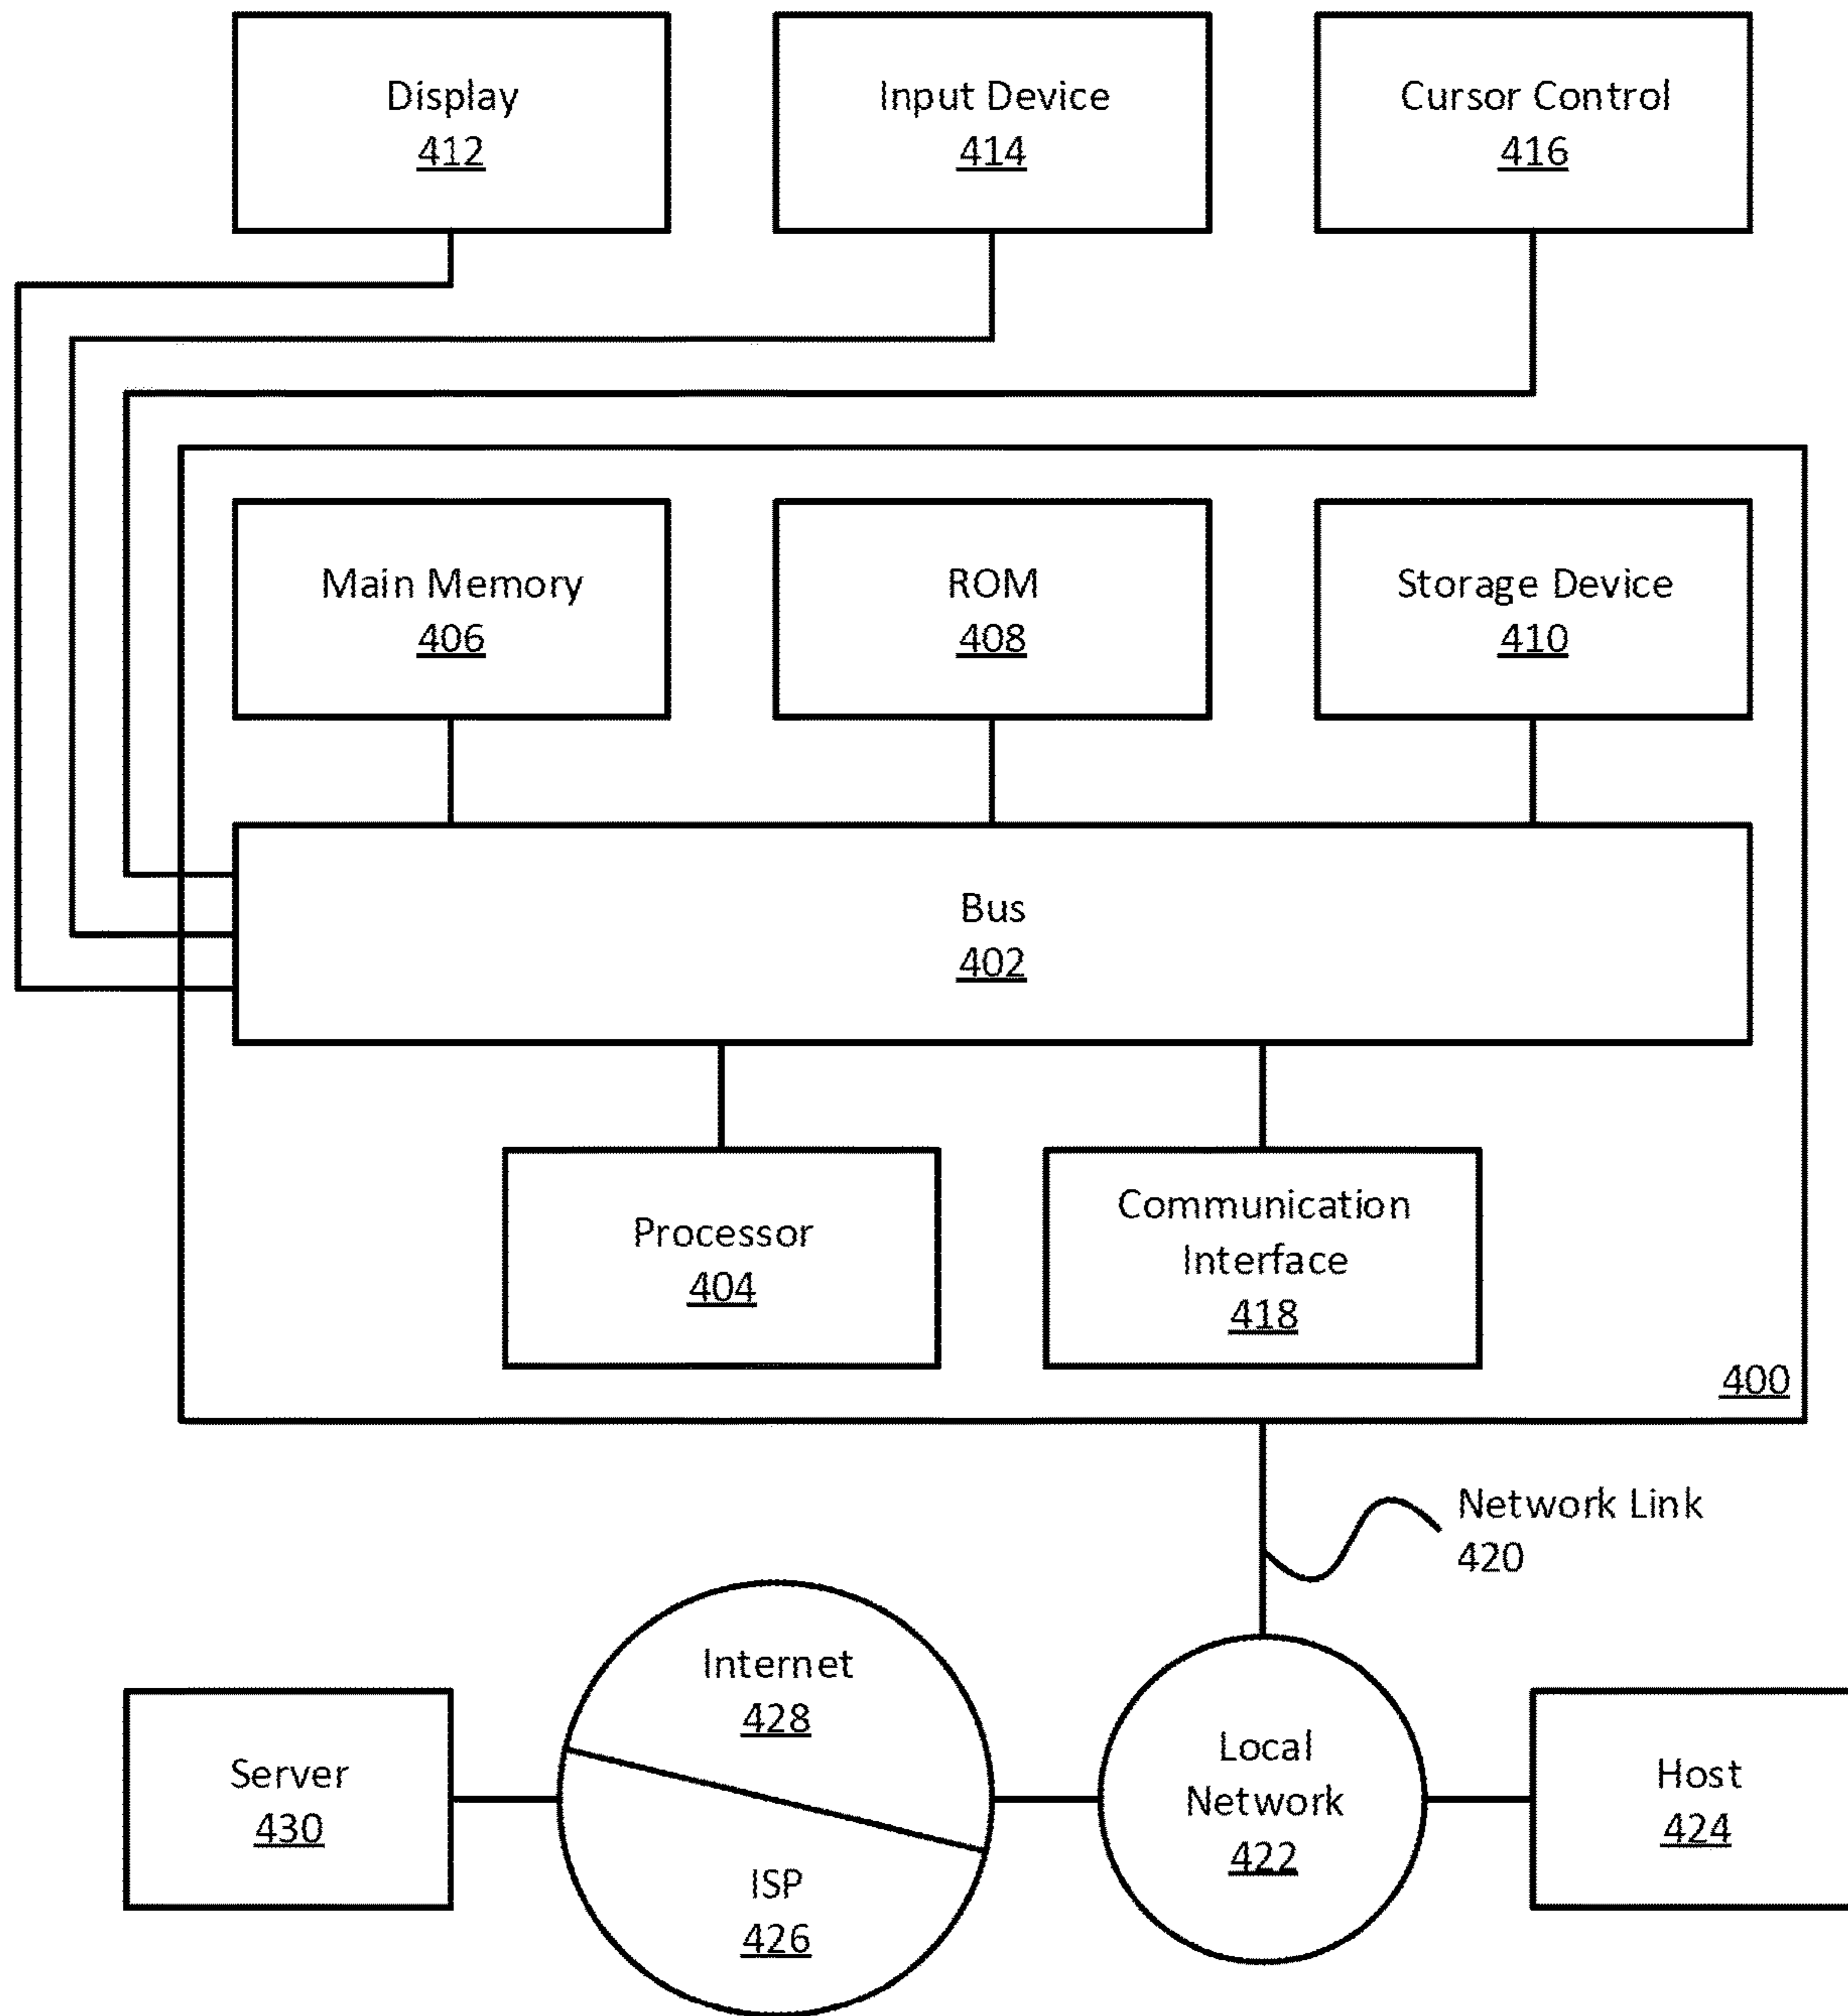 Display
412
Input Device
414
Cursor Control
416
Main Memory
406
ROM
408
Storage Device
410
Bus
402
Processor
404
Communication
Interface
418
400
Network Link
420
Internet
428
Server
430
ISP
426
Local
Network
422
Host
424